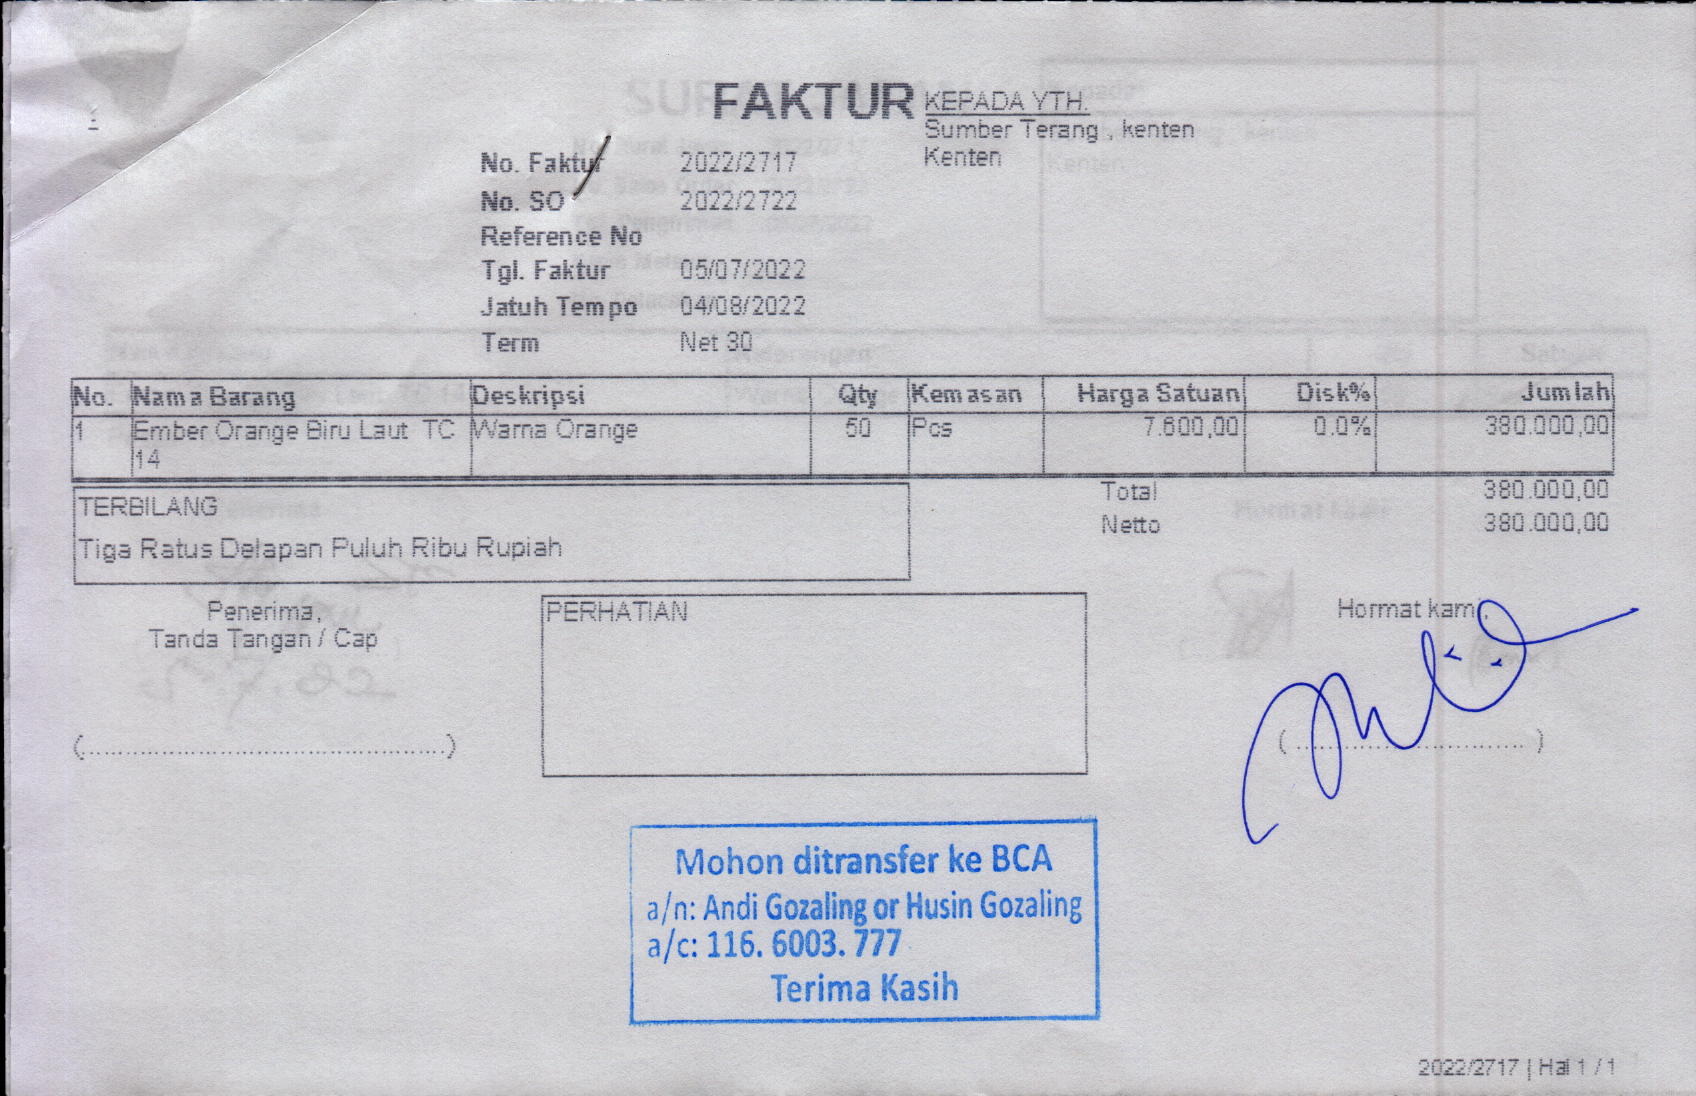 FAKTUR
KEPADA YTH.
Sumber Terang , kenten
Kenten
No. Faktur 2022/2717
No. SO 2022/2722
Reference No
Tgl. Faktur 05/07/2022
Jatuh Tempo 04/08/2022
Term Net 30
No. Nama Barang Deskripsi Qty Kemasan Harga Satuan Disk% Jumlah
1 Ember Orange Biru Laut TC Warna Orange 50 Pcs 7.600,00 0.0% 380.000,00
14
TERBILANG
Tiga Ratus Delapan Puluh Ribu Rupiah
Total 380.000,00
Netto 380.000,00
Penerima,
Tanda Tangan / Cap
(................................................)
PERHATIAN
Hormat kami,
(................................)
Mohon ditransfer ke BCA
a/n: Andi Gozaling or Husin Gozaling
a/c: 116. 6003. 777
Terima Kasih
2022/2717 | Hal 1 / 1